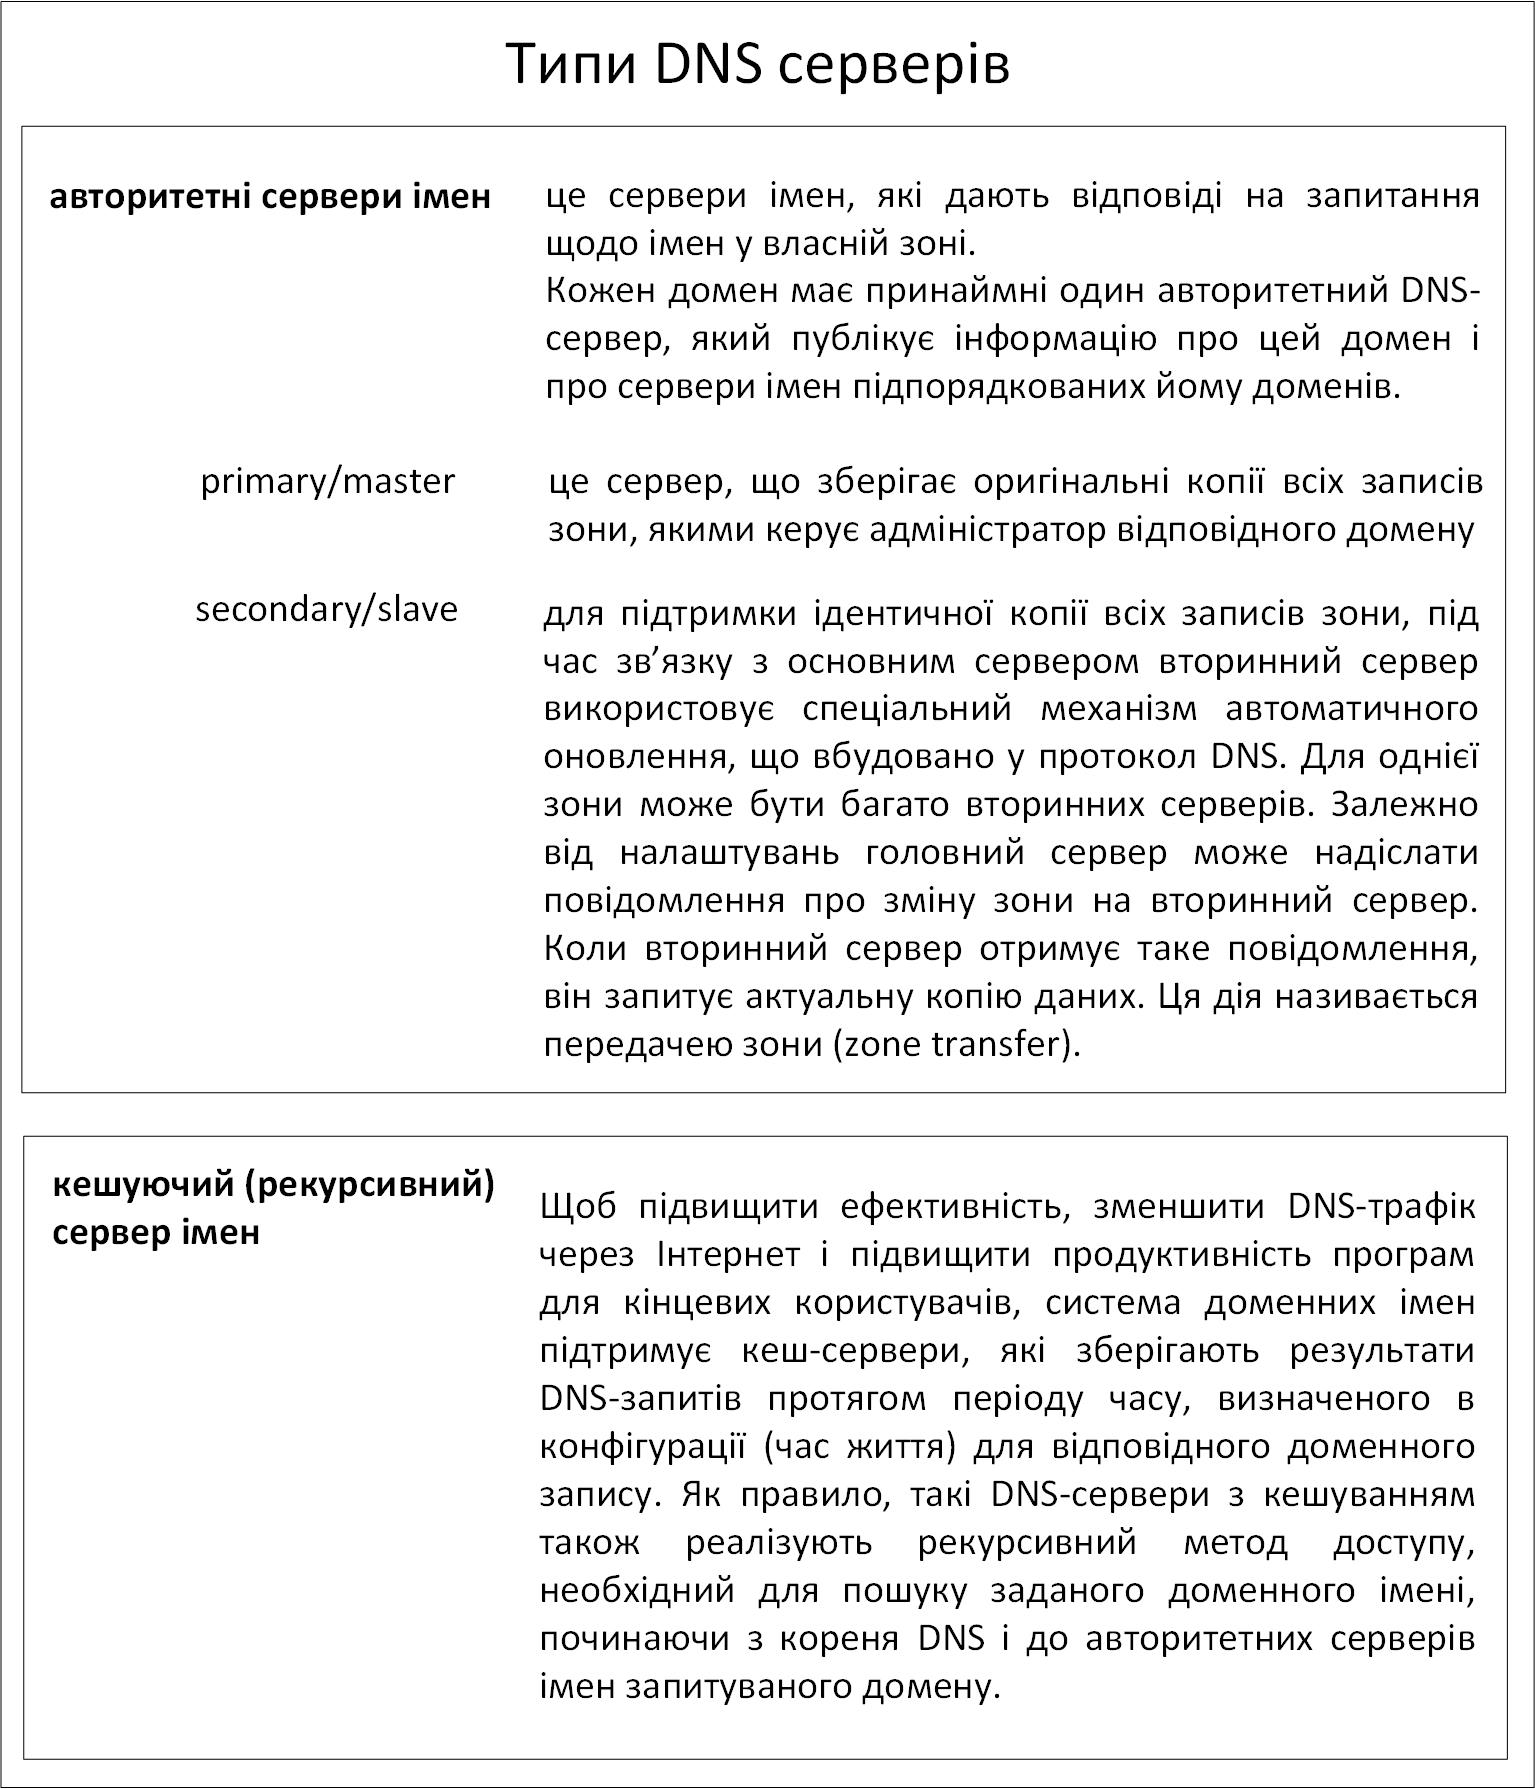 Типи DNS серверів
авторитетні сервери імен
це сервери імен, які дають відповіді на запитання
щодо імен у власній зоні.
Кожен домен має принаймні один авторитетний DNS-
сервер, який публікує інформацію про цей домен і
про сервери імен підпорядкованих йому доменів.
primary/master
це сервер, що зберігає оригінальні копії всіх записів
зони, якими керує адміністратор відповідного домену
secondary/slave
для підтримки ідентичної копії всіх записів зони, під
час зв’язку з основним сервером вторинний сервер
використовує спеціальний механізм автоматичного
оновлення, що вбудовано у протокол DNS. Для однієї
зони може бути багато вторинних серверів. Залежно
від налаштувань головний сервер може надіслати
повідомлення про зміну зони на вторинний сервер.
Коли вторинний сервер отримує таке повідомлення,
він запитує актуальну копію даних. Ця дія називається
передачею зони (zone transfer).
кешуючий (рекурсивний)
сервер імен
Щоб підвищити ефективність, зменшити DNS-трафік
через Інтернет і підвищити продуктивність програм
для кінцевих користувачів, система доменних імен
підтримує кеш-сервери, які зберігають результати
DNS-запитів протягом періоду часу, визначеного в
конфігурації (час життя) для відповідного доменного
запису. Як правило, такі DNS-сервери з кешуванням
також реалізують рекурсивний метод доступу,
необхідний для пошуку заданого доменного імені,
починаючи з кореня DNS і до авторитетних серверів
імен запитуваного домену.